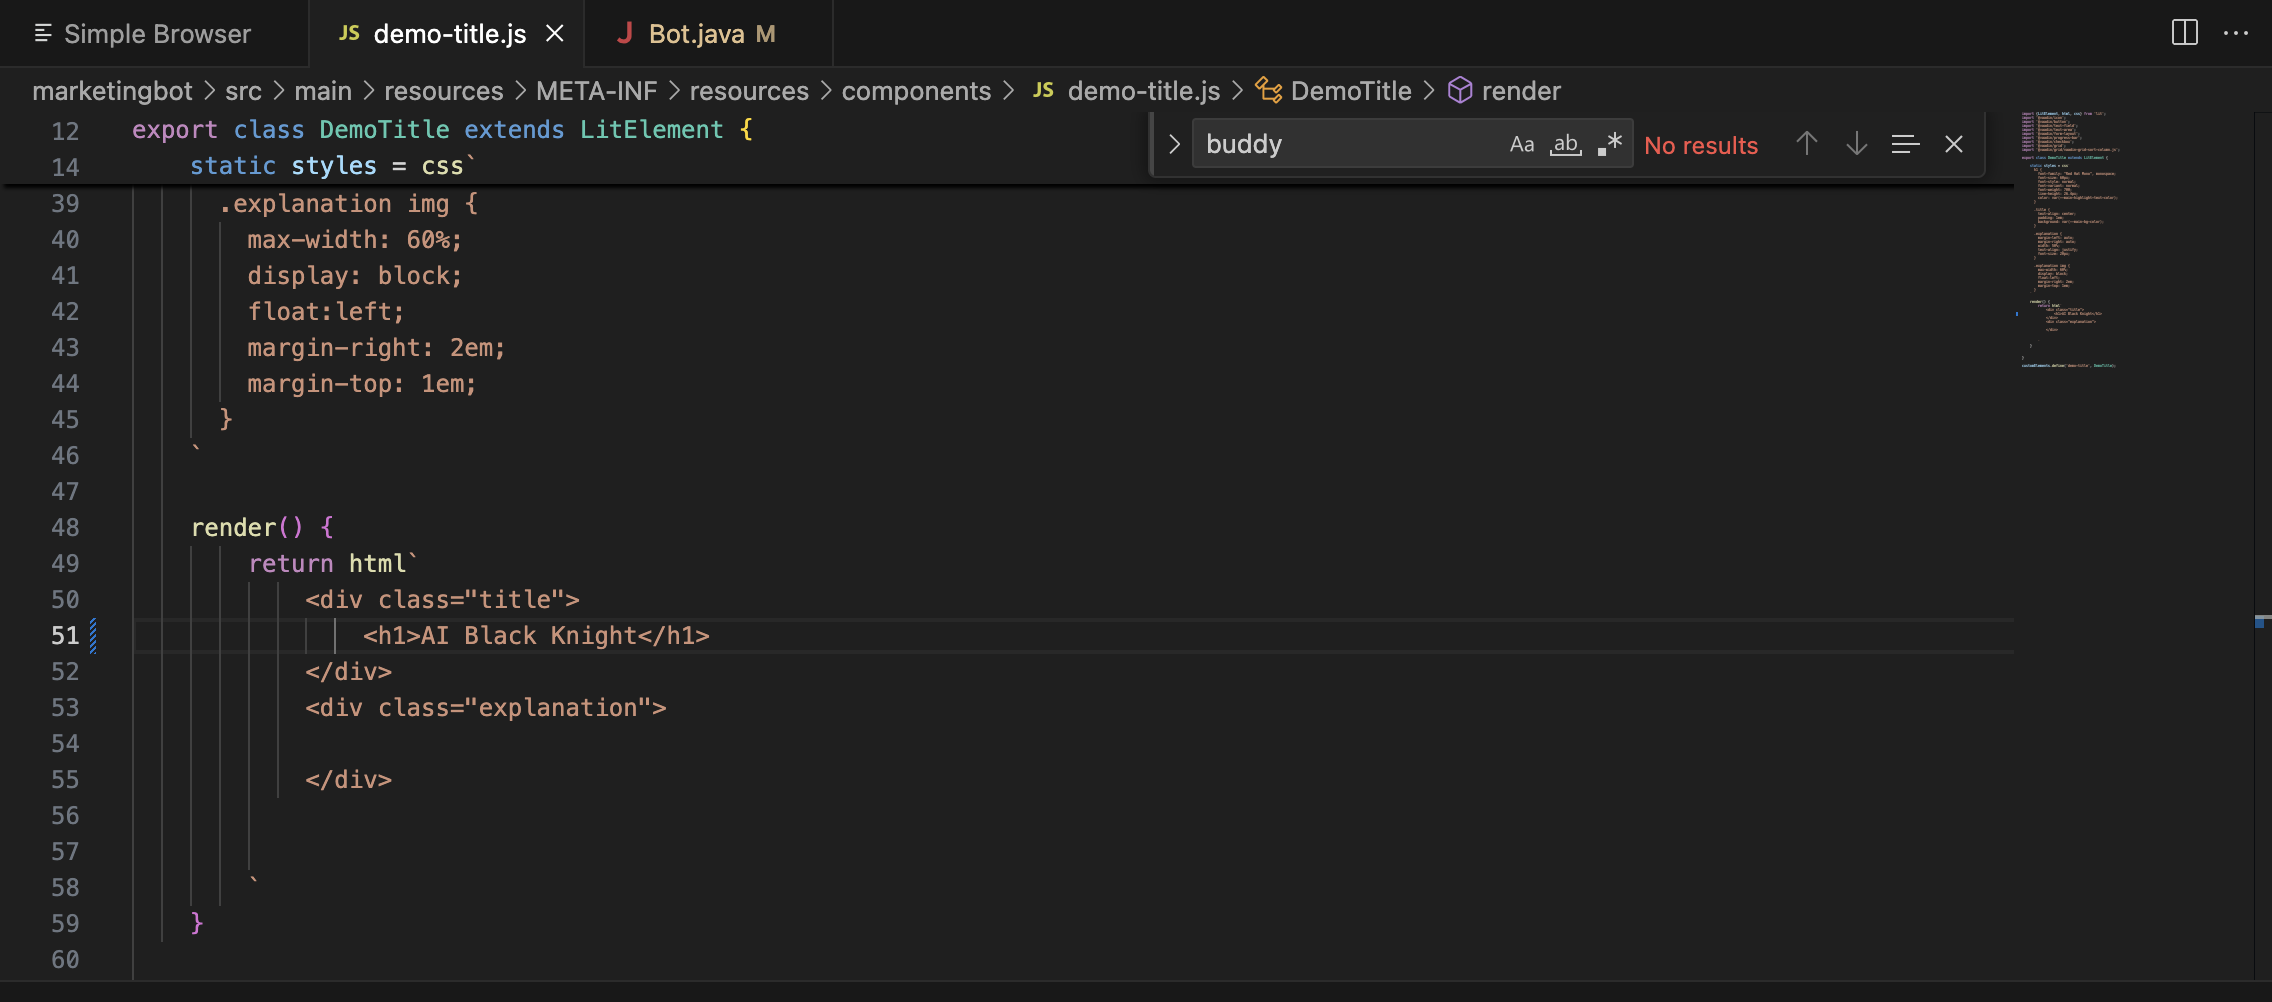 Simple Browser
JS demo-title.js
J Bot.java M
marketingbot > src > main > resources > META-INF > resources > components > JS demo-title.js > DemoTitle > render
buddy Aa ab .* No results
12 export class DemoTitle extends LitElement {
14 static styles = css`
39 .explanation img {
40 max-width: 60%;
41 display: block;
42 float:left;
43 margin-right: 2em;
44 margin-top: 1em;
45 }
46 `
47
48 render() {
49 return html`
50 <div class="title">
51 <h1>AI Black Knight</h1>
52 </div>
53 <div class="explanation">
54
55 </div>
56
57
58 `
59 }
60